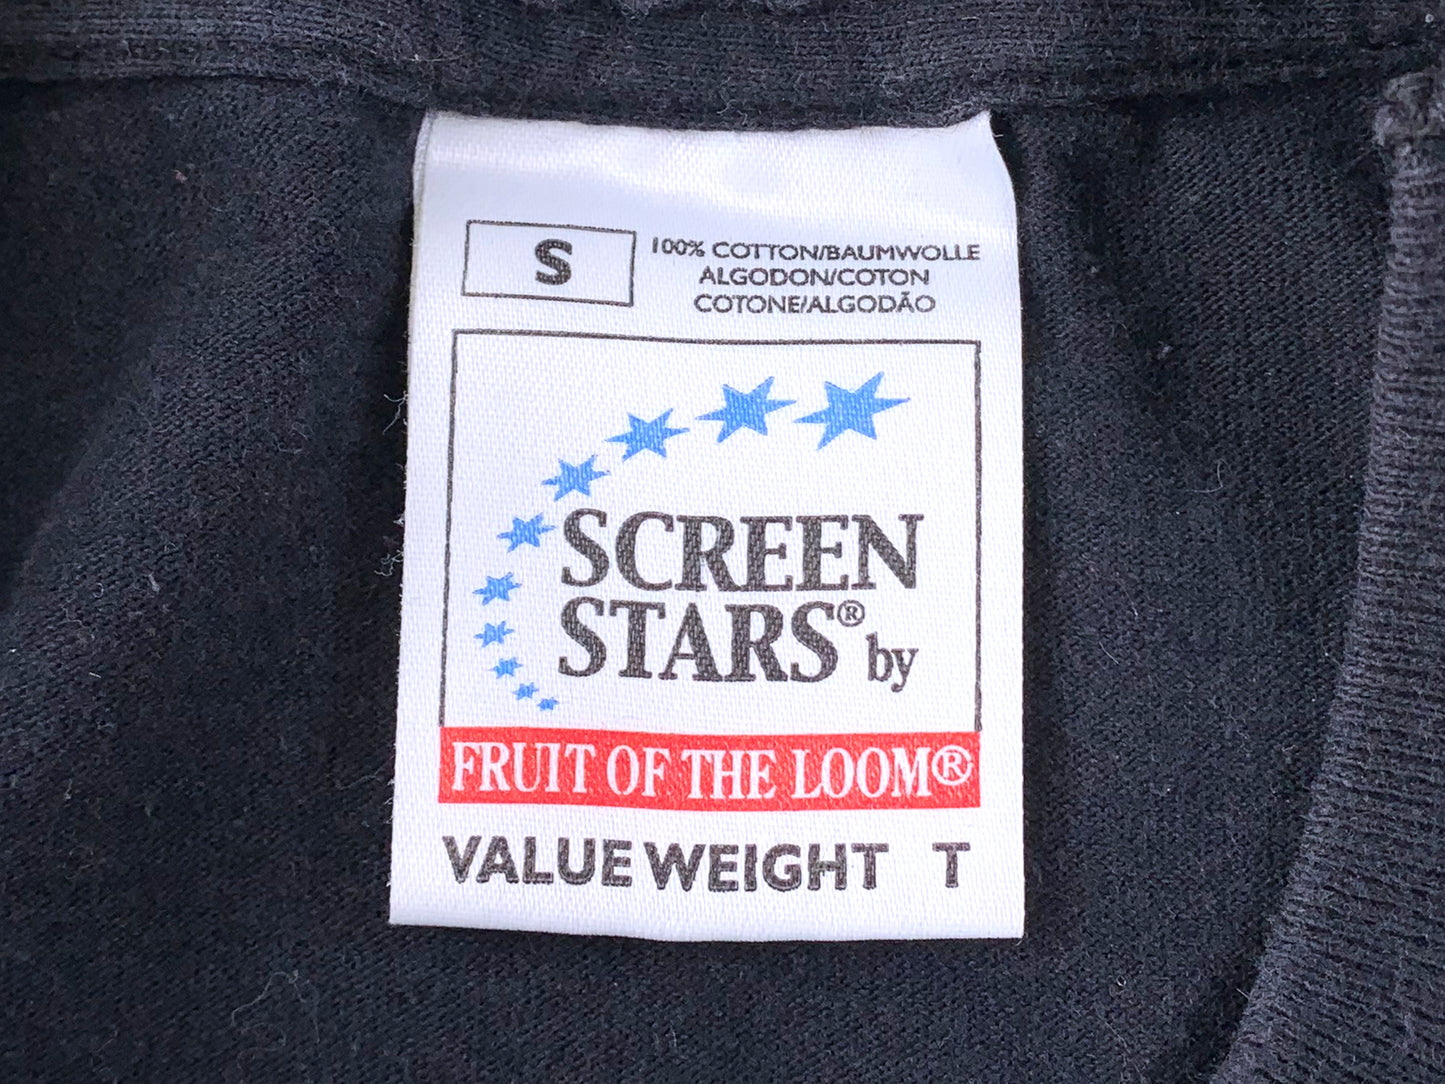 S
100% COTTON/BAUMWOLLE
ALGODON/COTON
COTONE/ALGODÃO
SCREEN
STARS® by
FRUIT OF THE LOOM®
VALUE WEIGHT T